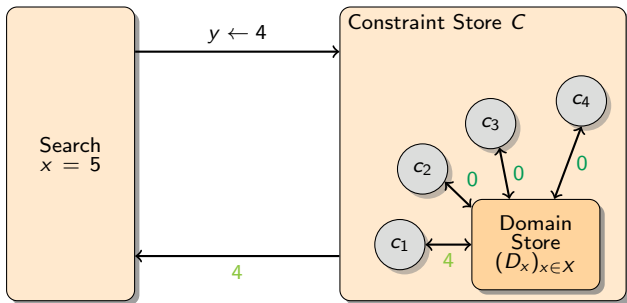 Search
x = 5
y ← 4
4
Constraint Store C
c₄
c₃
c₂
c₁
0
0
0
4
Domain
Store
(Dₓ)ₓ∈X